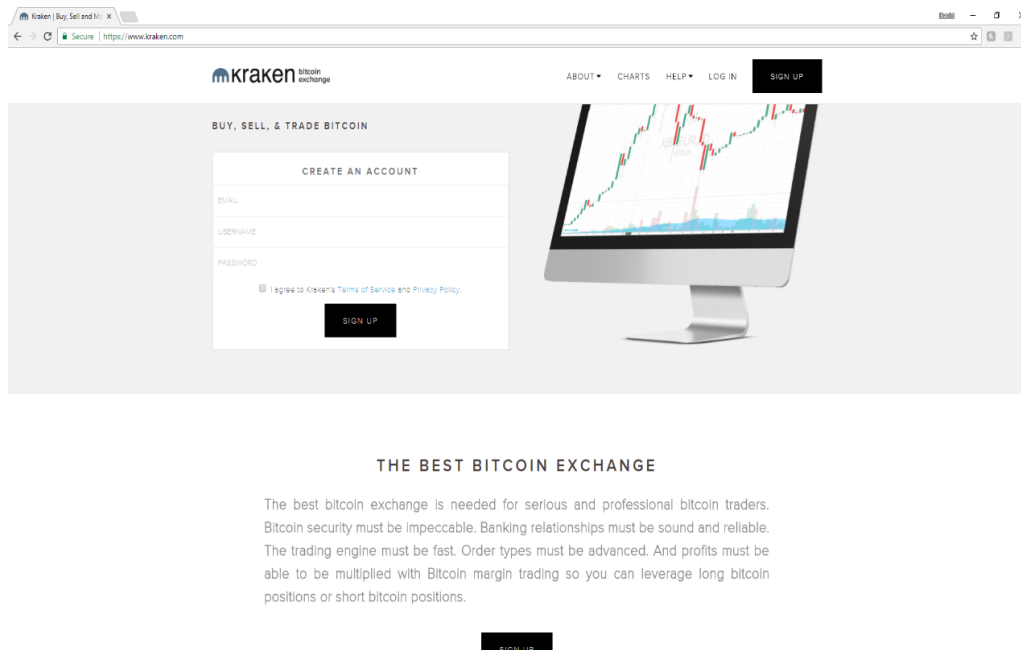 Kraken | Buy, Sell and Ma
Secure | https://www.kraken.com
kraken bitcoin exchange
ABOUT CHARTS HELP LOG IN SIGN UP
BUY, SELL, & TRADE BITCOIN
XBT/EUR
CREATE AN ACCOUNT
EMAIL
USERNAME
PASSWORD
I agree to Kraken's Terms of Service and Privacy Policy.
SIGN UP
THE BEST BITCOIN EXCHANGE
The best bitcoin exchange is needed for serious and professional bitcoin traders.
Bitcoin security must be impeccable. Banking relationships must be sound and reliable.
The trading engine must be fast. Order types must be advanced. And profits must be
able to be multiplied with Bitcoin margin trading so you can leverage long bitcoin
positions or short bitcoin positions.
SIGN UP